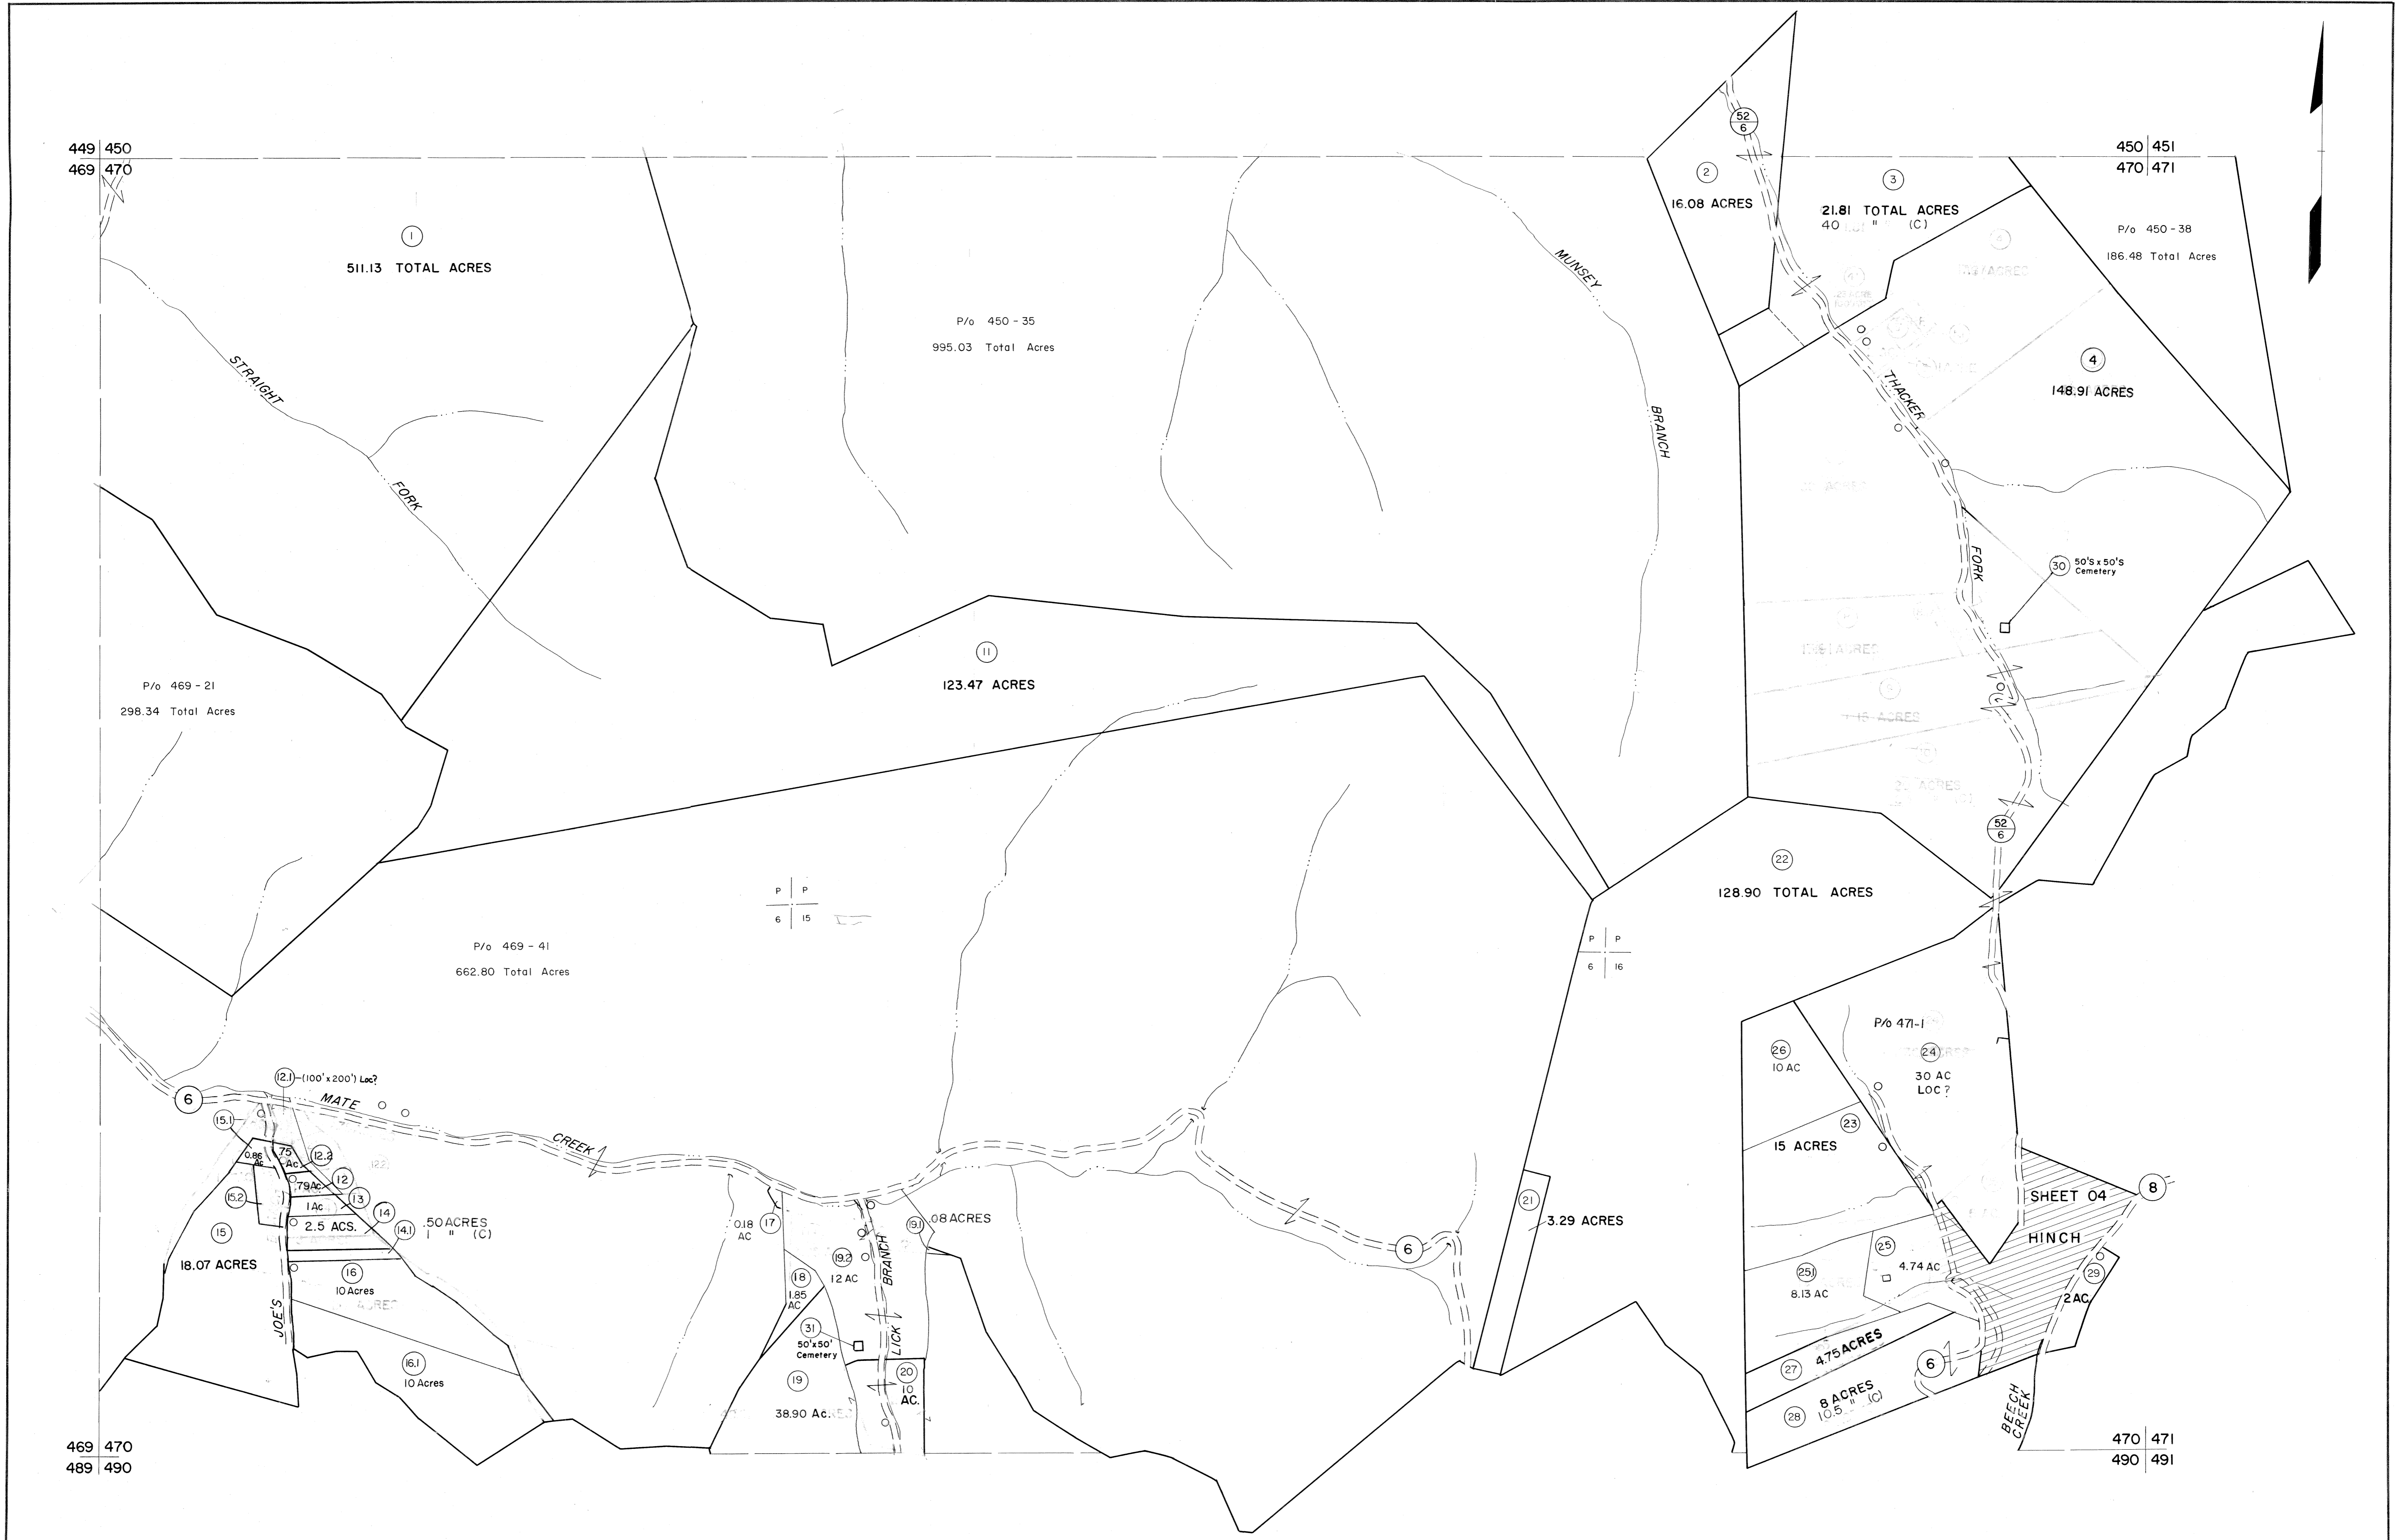 449 450
469 470
450 451
470 471
52
6
2
16.08 ACRES
3
21.81 TOTAL ACRES
40 " (C)
P/o 450-38
186.48 Total Acres
1
511.13 TOTAL ACRES
P/o 450-35
995.03 Total Acres
MUNSEY
BRANCH
STRAIGHT
FORK
THACKER
FORK
4
148.91 ACRES
30
50'S x 50'S
Cemetery
11
123.47 ACRES
P/o 469-21
298.34 Total Acres
15 ACRES
52
6
22
128.90 TOTAL ACRES
P P
6 15
P P
6 16
P/o 469-41
662.80 Total Acres
P/o 471-1
24
30 AC
LOC?
26
10 AC
23
15 ACRES
12.1 -(100'x200') Loc?
6
MATE
CREEK
15.1
0.86
Ac
.75
Ac
12.2
.79Ac
12
15.2
1 Ac
13
2.5 ACS.
14
14.1
.50 ACRES
1 " (C)
15
18.07 ACRES
16
10 Acres
JOE'S
16.1
10 Acres
0.18
AC
17
18
1.85
AC
19.2
12 AC
BRANCH
LICK
19.1
.08 ACRES
31
50'x50'
Cemetery
19
38.90 Ac.
20
10
AC.
6
21
3.29 ACRES
SHEET 04
HINCH
8
25
4.74 AC
25.1
8.13 AC
29
2 AC
27
4.75 ACRES
6
28
8 ACRES
10.5 " (C)
BEECH
CREEK
469 470
489 490
470 471
490 491